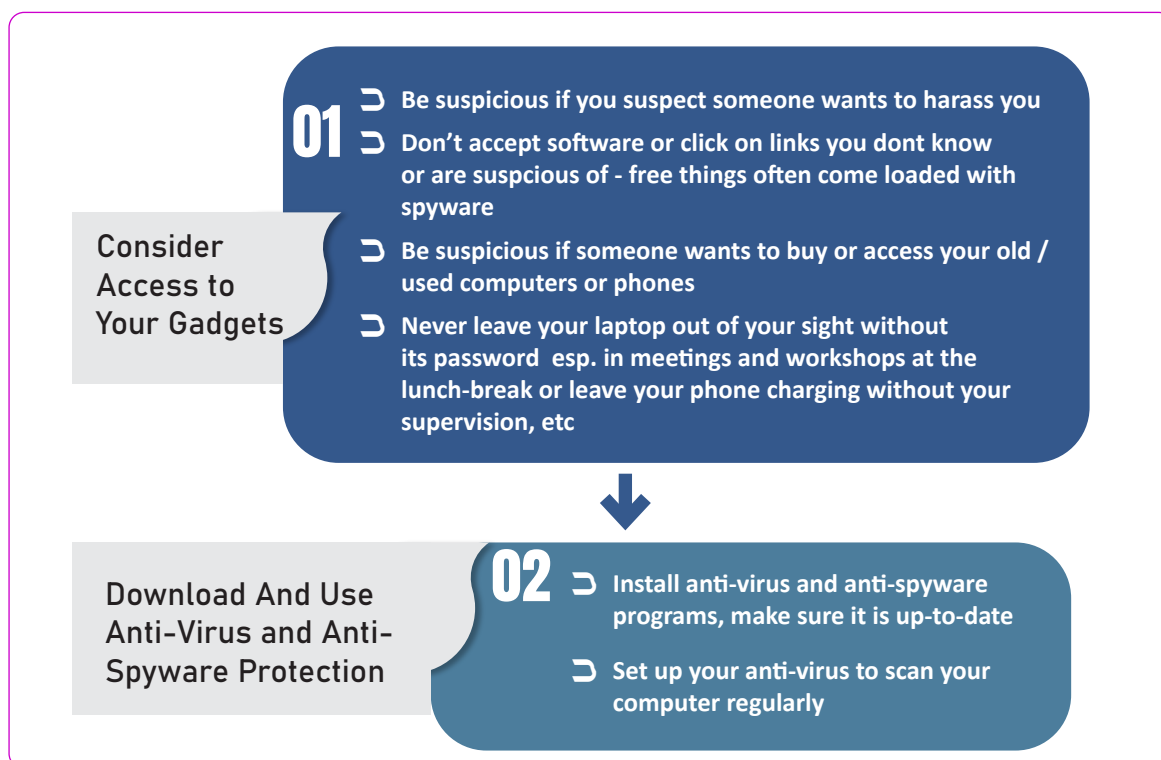 01
Be suspicious if you suspect someone wants to harass you
Don’t accept software or click on links you dont know
or are suspcious of - free things often come loaded with
spyware
Be suspicious if someone wants to buy or access your old /
used computers or phones
Never leave your laptop out of your sight without
its password  esp. in meetings and workshops at the
lunch-break or leave your phone charging without your
supervision, etc
Consider
Access to
Your Gadgets
02
Install anti-virus and anti-spyware
programs, make sure it is up-to-date
Set up your anti-virus to scan your
computer regularly
Download And Use
Anti-Virus and Anti-
Spyware Protection